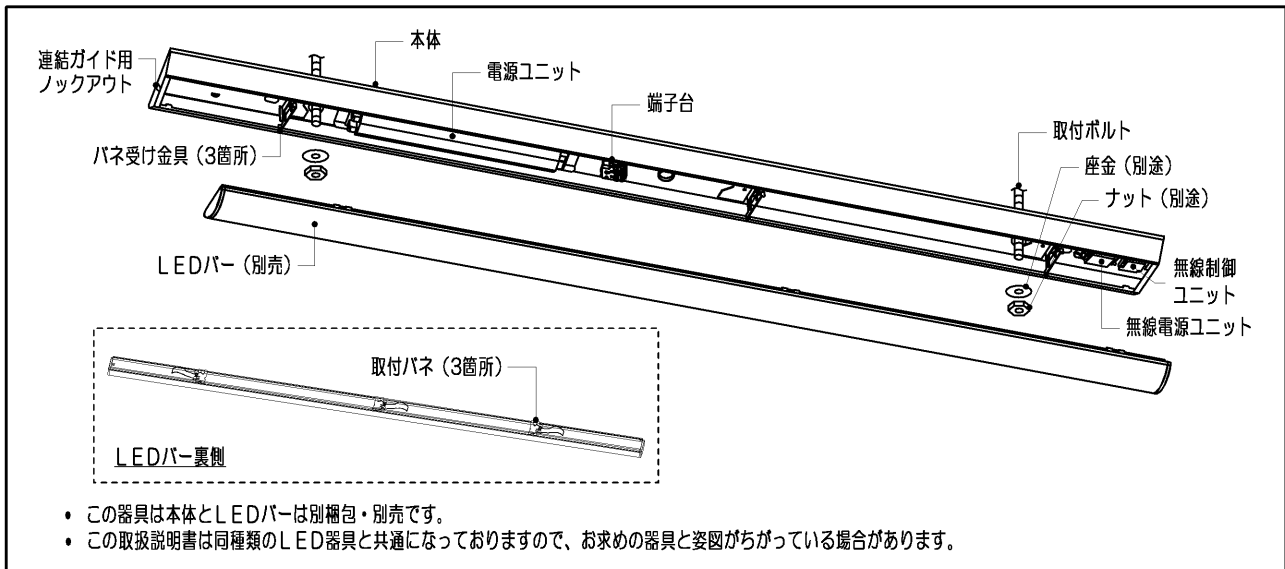 本体
連結ガイド用
ノックアウト
電源ユニット
端子台
バネ受け金具（3箇所）
取付ボルト
座金（別途）
ナット（別途）
LEDバー（別売）
無線制御
ユニット
無線電源ユニット
取付バネ（3箇所）
LEDバー裏側
• この器具は本体とLEDバーは別梱包・別売です。
• この取扱説明書は同種類のLED器具と共通になっておりますので、お求めの器具と姿図がちがっている場合があります。